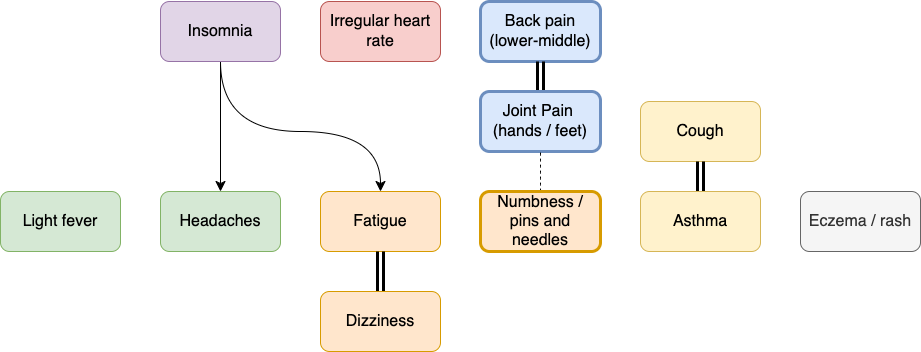 Insomnia
Irregular heart
rate
Back pain
(lower-middle)
Joint Pain
(hands / feet)
Cough
Light fever
Headaches
Fatigue
Numbness /
pins and
needles
Asthma
Eczema / rash
Dizziness